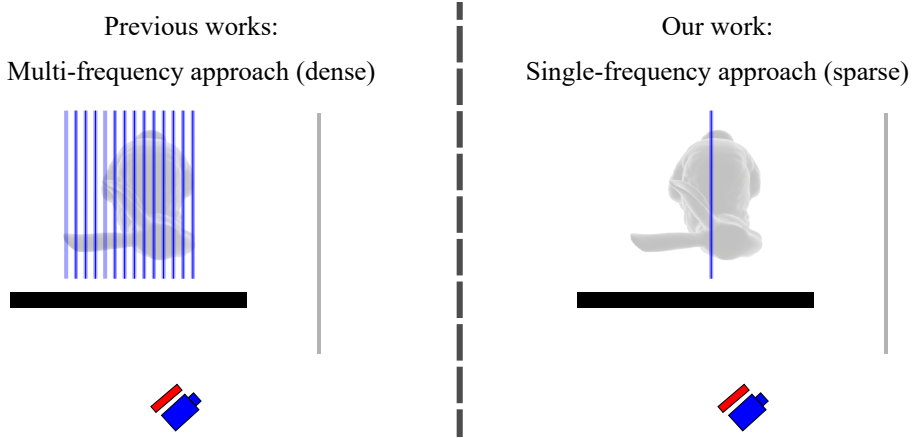 Previous works:
Multi-frequency approach (dense)
Our work:
Single-frequency approach (sparse)